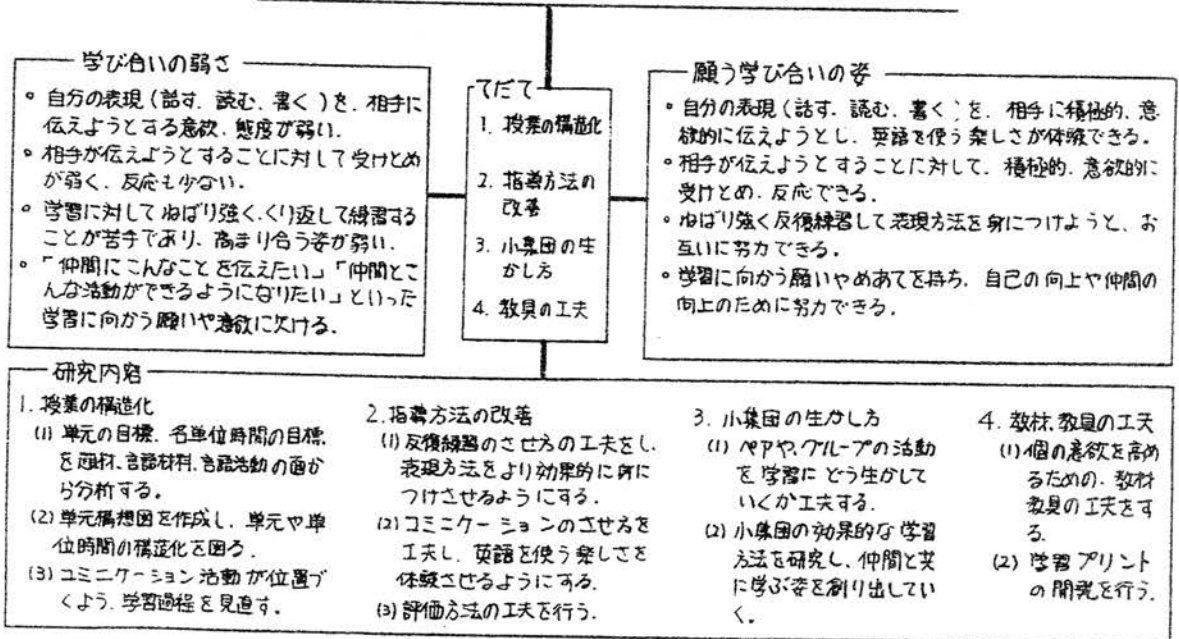 学び合いの弱さ
◦ 自分の表現(話す、読む、書く)を、相手に
伝えようとする意欲、態度が弱い.
◦ 相手が伝えようとすることに対して受けとめ
が弱く、反応も少ない.
◦ 学習に対してねばり強く、くり返して練習する
ことが苦手であり、高まり合う姿が弱い.
◦ 「仲間にこんなことを伝えたい」「仲間とこ
んな活動ができるようになりたい」といった
学習に向かう願いや意欲に欠ける.
てだて
1. 授業の構造化
2. 指導方法の
改善
3. 小集団の生
かし方
4. 教具の工夫
願う学び合いの姿
◦ 自分の表現(話す、読む、書く)を、相手に積極的、意
欲的に伝えようとし、英語を使う楽しさが体験できる。
◦ 相手が伝えようとすることに対して、積極的、意欲的に
受けとめ、反応できる.
◦ ねばり強く反復練習して表現方法を身につけようと、お
互いに努力できる.
◦ 学習に向かう願いやめあてを持ち、自己の向上や仲間の
向上のために努力できる.
研究内容
1. 授業の構造化
(1) 単元の目標、各単位時間の目標
を題材、言語材料、言語活動の面か
ら分析する。
(2) 単元構想図を作成し、単元や単
位時間の構造化を図る.
(3) コミニケーション活動が位置づ
くよう、学習過程を見直す。
2. 指導方法の改善
(1) 反復練習のさせ方の工夫をし、
表現方法をより効果的に身に
つけさせるようにする.
(2) コミニケーションのさせ方を
工夫し、英語を使う楽しさを
体験させるようにする.
(3) 評価方法の工夫を行う.
3. 小集団の生かし方
(1) ペアや、グループの活動
を学習にどう生かして
いくか工夫する.
(2) 小集団の効果的な学習
方法を研究し、仲間と共
に学ぶ姿を創り出してい
く.
4. 教材、教具の工夫
(1) 個の意欲を高め
るための、教材
教具の工夫をす
る.
(2) 学習プリント
の開発を行う.